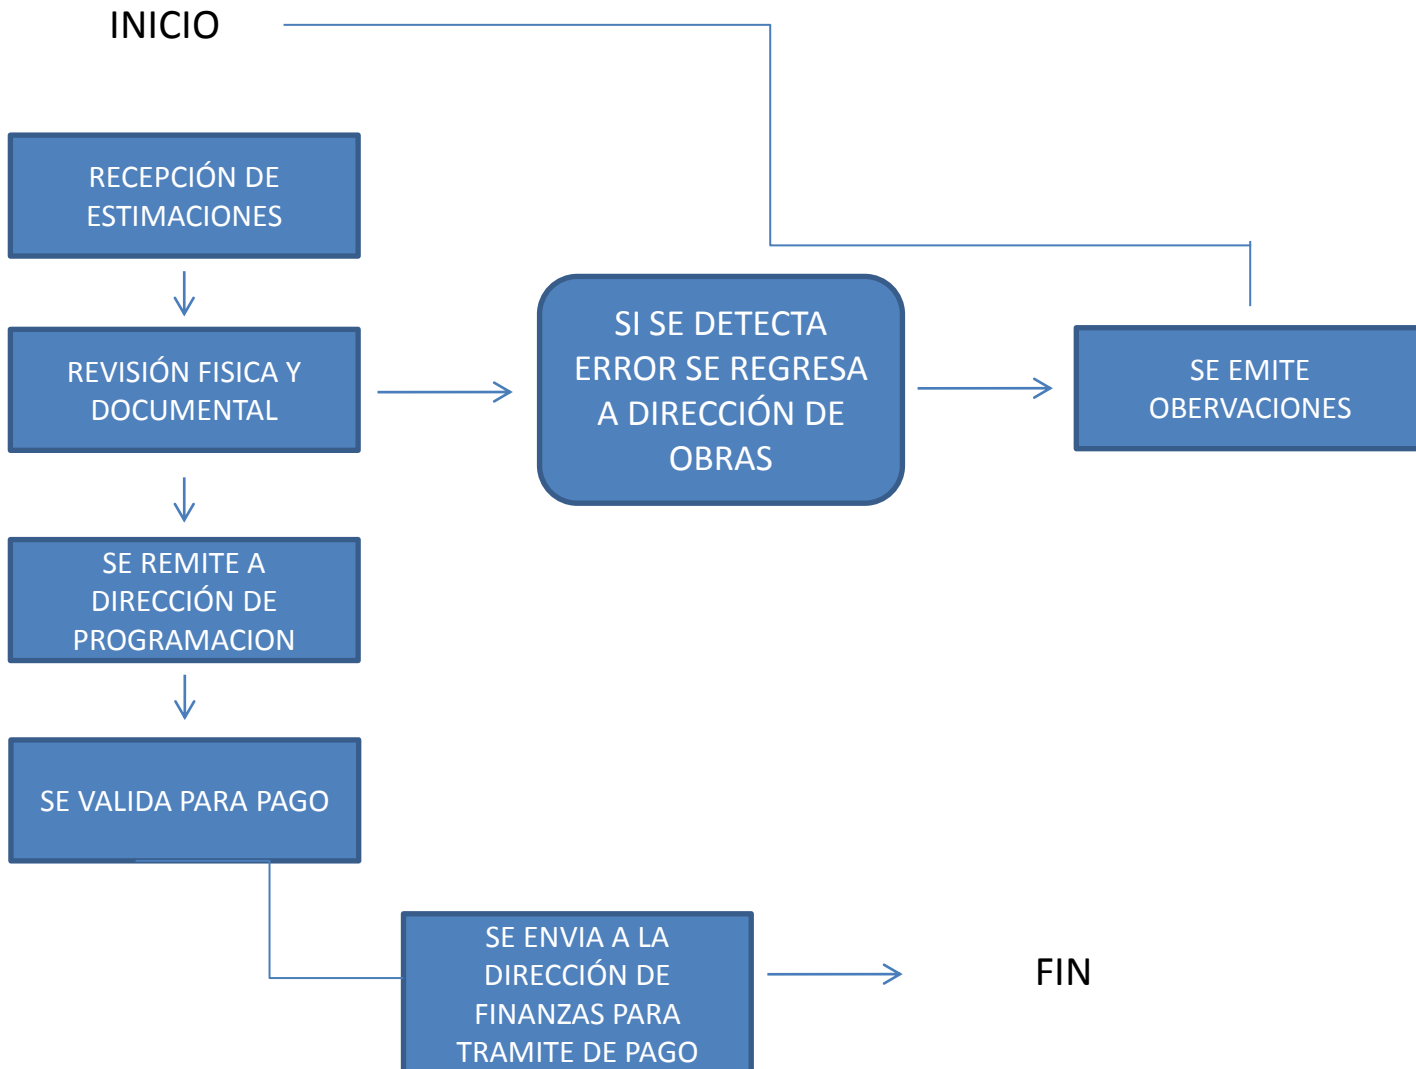 INICIO
RECEPCIÓN DE
ESTIMACIONES
REVISIÓN FISICA Y
DOCUMENTAL
SI SE DETECTA
ERROR SE REGRESA
A DIRECCIÓN DE
OBRAS
SE EMITE
OBERVACIONES
SE REMITE A
DIRECCIÓN DE
PROGRAMACION
SE VALIDA PARA PAGO
SE ENVIA A LA
DIRECCIÓN DE
FINANZAS PARA
TRAMITE DE PAGO
FIN